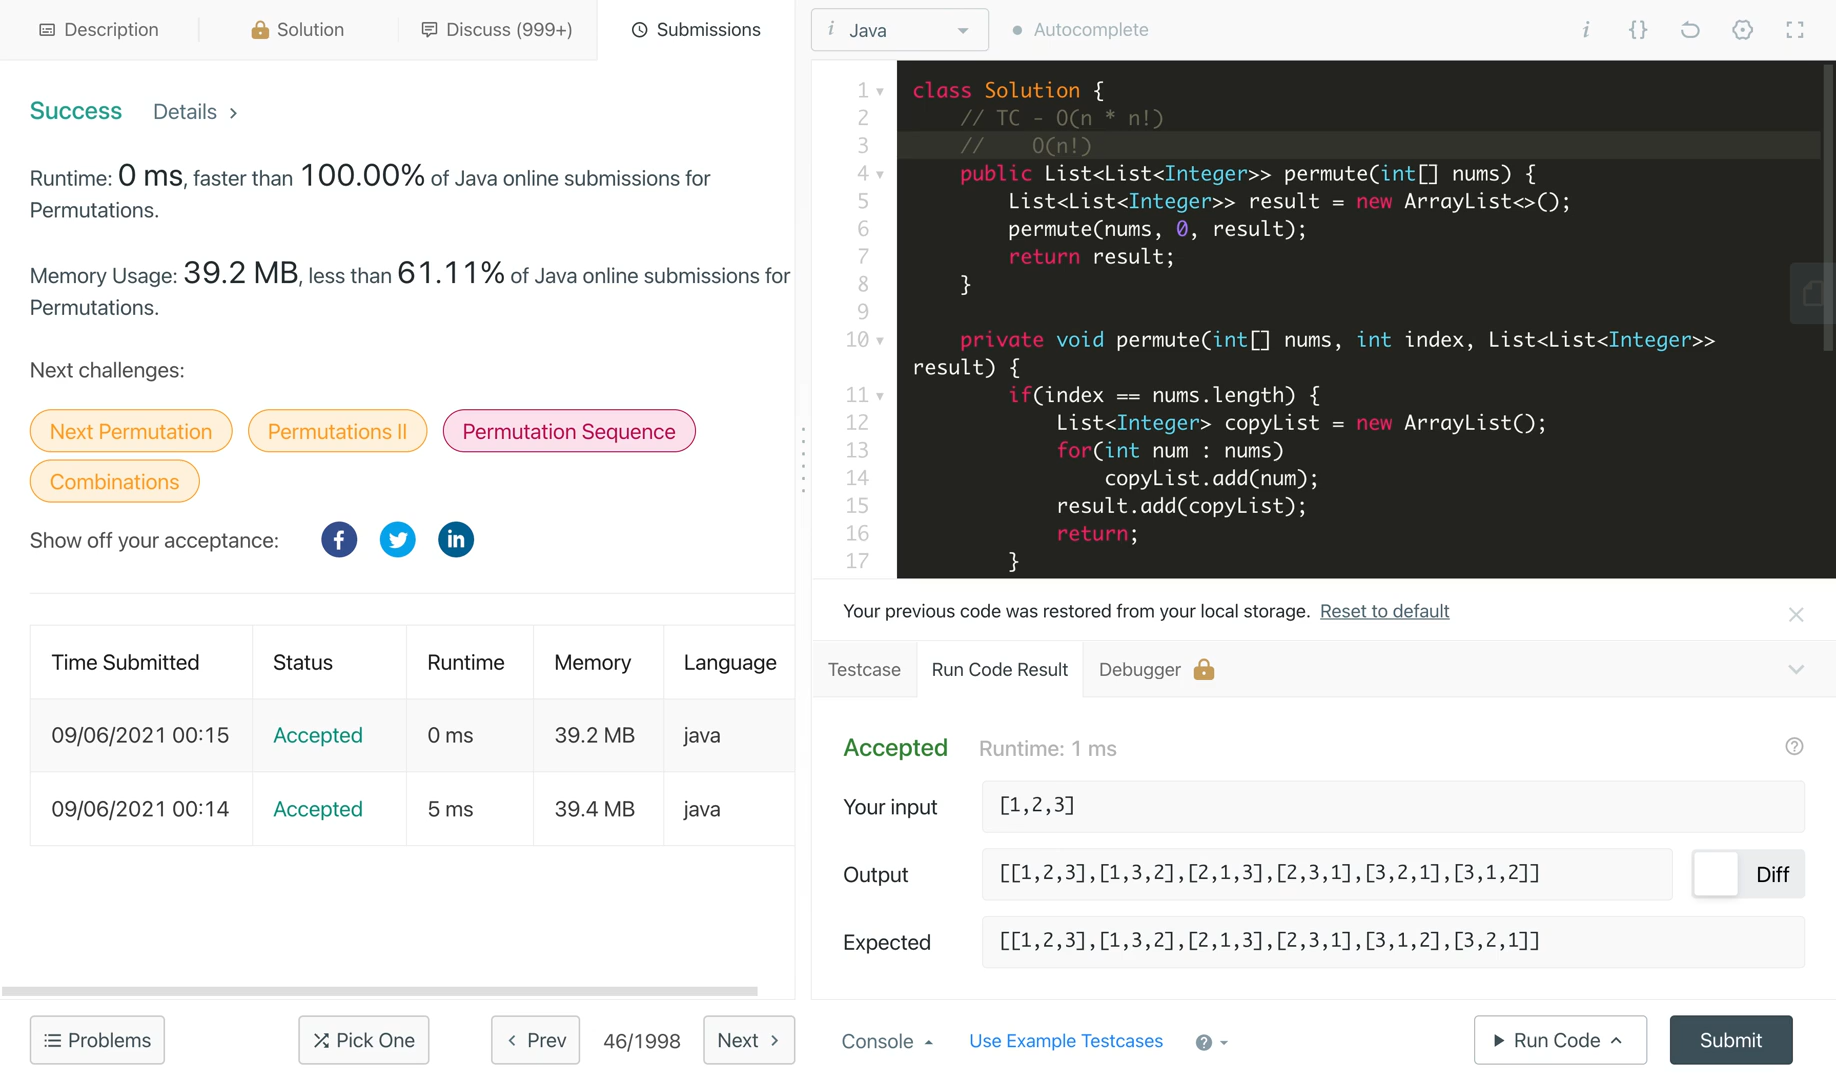 Description
Solution
Discuss (999+)
Submissions
i Java
Autocomplete
i {}
Success Details >
Runtime: 0 ms, faster than 100.00% of Java online submissions for
Permutations.
Memory Usage: 39.2 MB, less than 61.11% of Java online submissions for
Permutations.
Next challenges:
Next Permutation
Permutations II
Permutation Sequence
Combinations
Show off your acceptance:
f
in
Time Submitted Status Runtime Memory Language
09/06/2021 00:15 Accepted 0 ms 39.2 MB java
09/06/2021 00:14 Accepted 5 ms 39.4 MB java
Problems
Pick One
< Prev
46/1998
Next >
1 class Solution {
2 // TC - O(n * n!)
3 // O(n!)
4 public List<List<Integer>> permute(int[] nums) {
5 List<List<Integer>> result = new ArrayList<>();
6 permute(nums, 0, result);
7 return result;
8 }
9
10 private void permute(int[] nums, int index, List<List<Integer>>
result) {
11 if(index == nums.length) {
12 List<Integer> copyList = new ArrayList();
13 for(int num : nums)
14 copyList.add(num);
15 result.add(copyList);
16 return;
17 }
Your previous code was restored from your local storage. Reset to default
Testcase
Run Code Result
Debugger
Accepted Runtime: 1 ms
?
Your input [1,2,3]
Output [[1,2,3],[1,3,2],[2,1,3],[2,3,1],[3,2,1],[3,1,2]]
Diff
Expected [[1,2,3],[1,3,2],[2,1,3],[2,3,1],[3,1,2],[3,2,1]]
Console
Use Example Testcases
?
Run Code
Submit